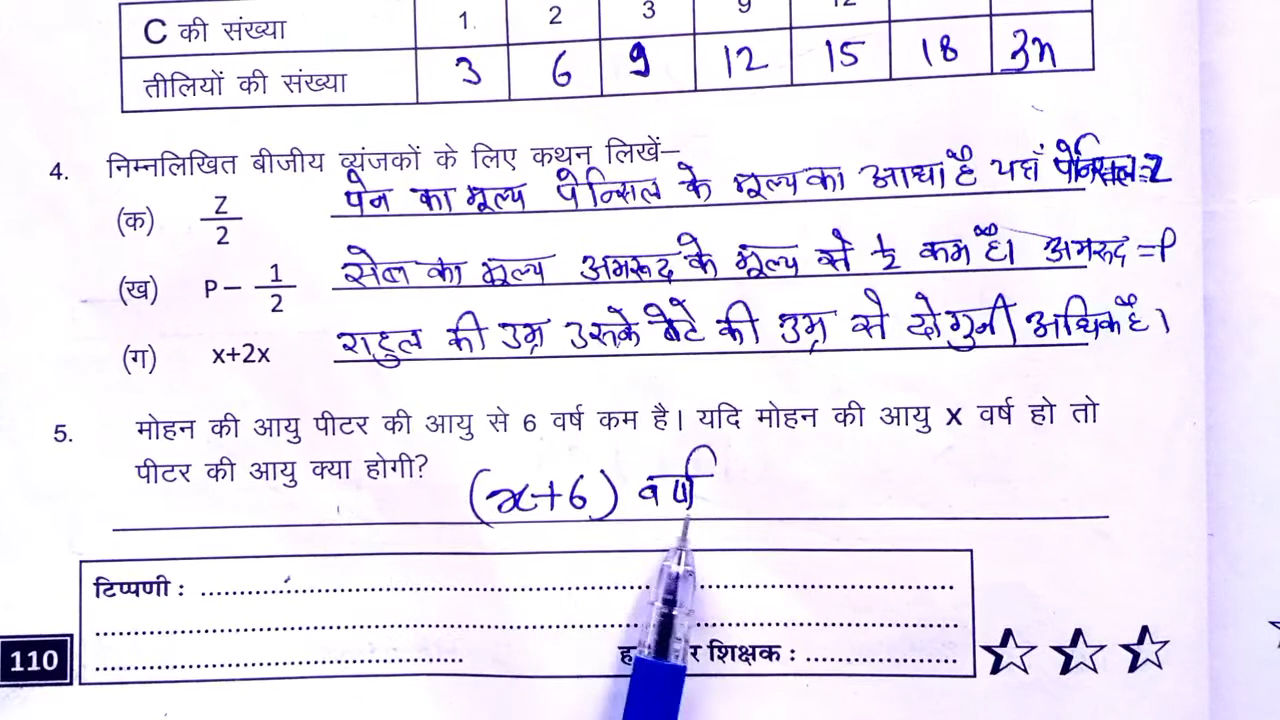 C की संख्या 1. 2 3 9 12
तीलियों की संख्या 3 6 9 12 15 18 3n
4. निम्नलिखित बीजीय व्यंजकों के लिए कथन लिखें–
(क) Z/2 पेन का मूल्य पेन्सिल के मूल्य का आधा है यहाँ पेन्सिल=Z
(ख) P – 1/2 सेब का मूल्य अमरूद के मूल्य से 1/2 कम है। अमरूद =P
(ग) x+2x राहुल की उम्र उसके बेटे की उम्र से दोगुनी अधिक है।
5. मोहन की आयु पीटर की आयु से 6 वर्ष कम है। यदि मोहन की आयु x वर्ष हो तो
पीटर की आयु क्या होगी?
(x+6) वर्ष
टिप्पणी :
110
शिक्षक :